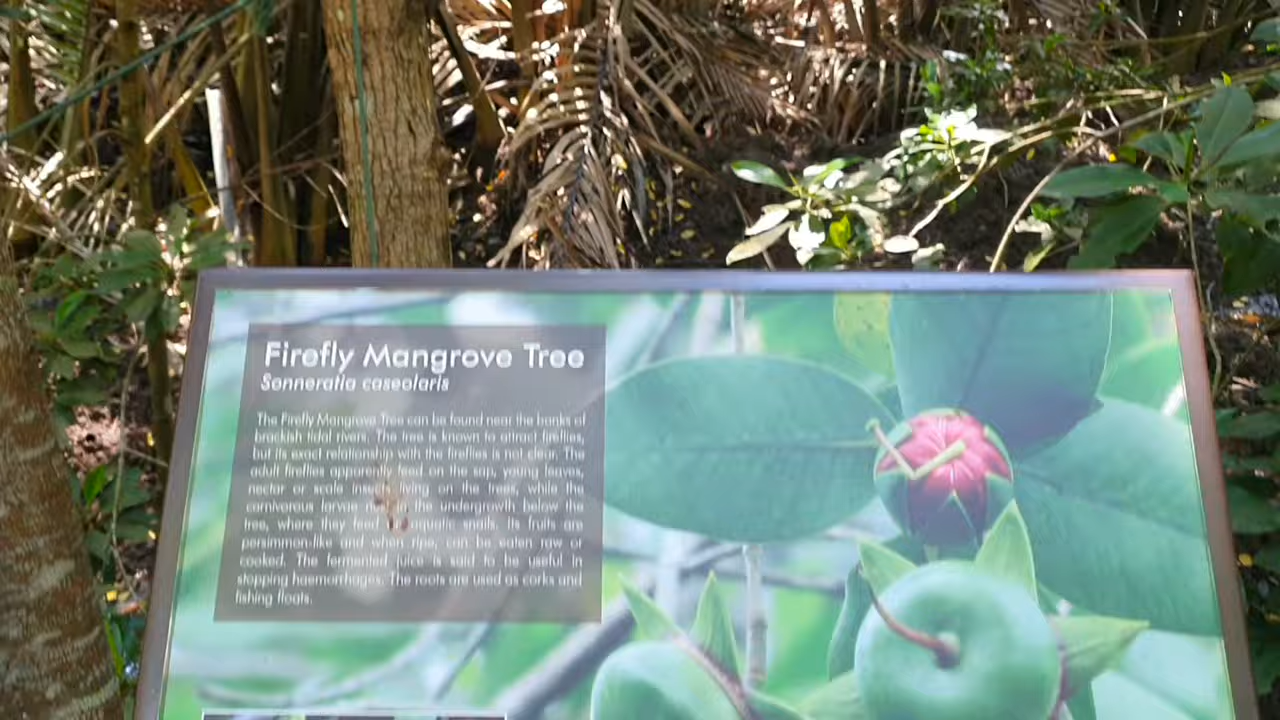 Firefly Mangrove Tree
Sonneratia caseolaris
The Firefly Mangrove Tree can be found near the banks of
brackish tidal rivers. The tree is known to attract fireflies,
but its exact relationship with the fireflies is not clear. The
adult fireflies apparently feed on the sap, young leaves,
nectar or scale insects living on the trees, while the
carnivorous larvae in the undergrowth below the
tree, where they feed on aquatic snails. Its fruits are
persimmon-like and when ripe, can be eaten raw or
cooked. The fermented juice is said to be useful in
stopping haemorrhages. The roots are used as corks and
fishing floats.